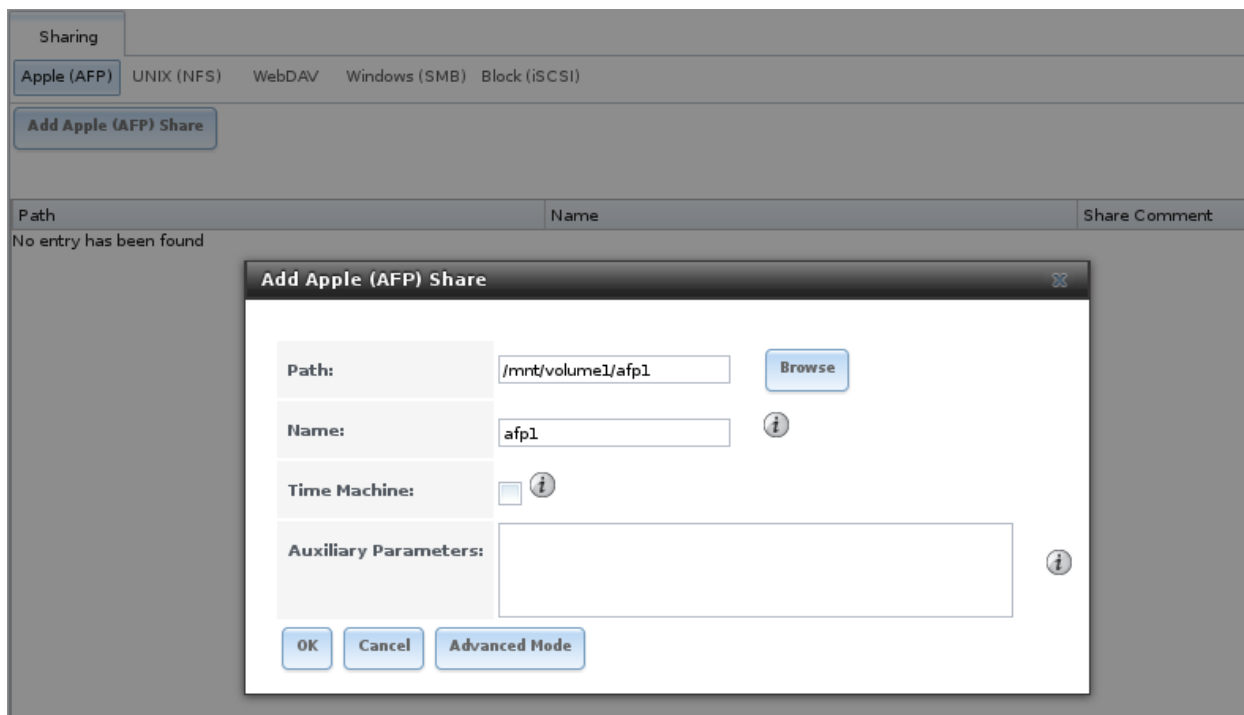 Sharing
Apple (AFP) UNIX (NFS) WebDAV Windows (SMB) Block (iSCSI)
Add Apple (AFP) Share
Path Name Share Comment
No entry has been found
Add Apple (AFP) Share
Path: /mnt/volume1/afp1 Browse
Name: afp1
Time Machine:
Auxiliary Parameters:
OK Cancel Advanced Mode